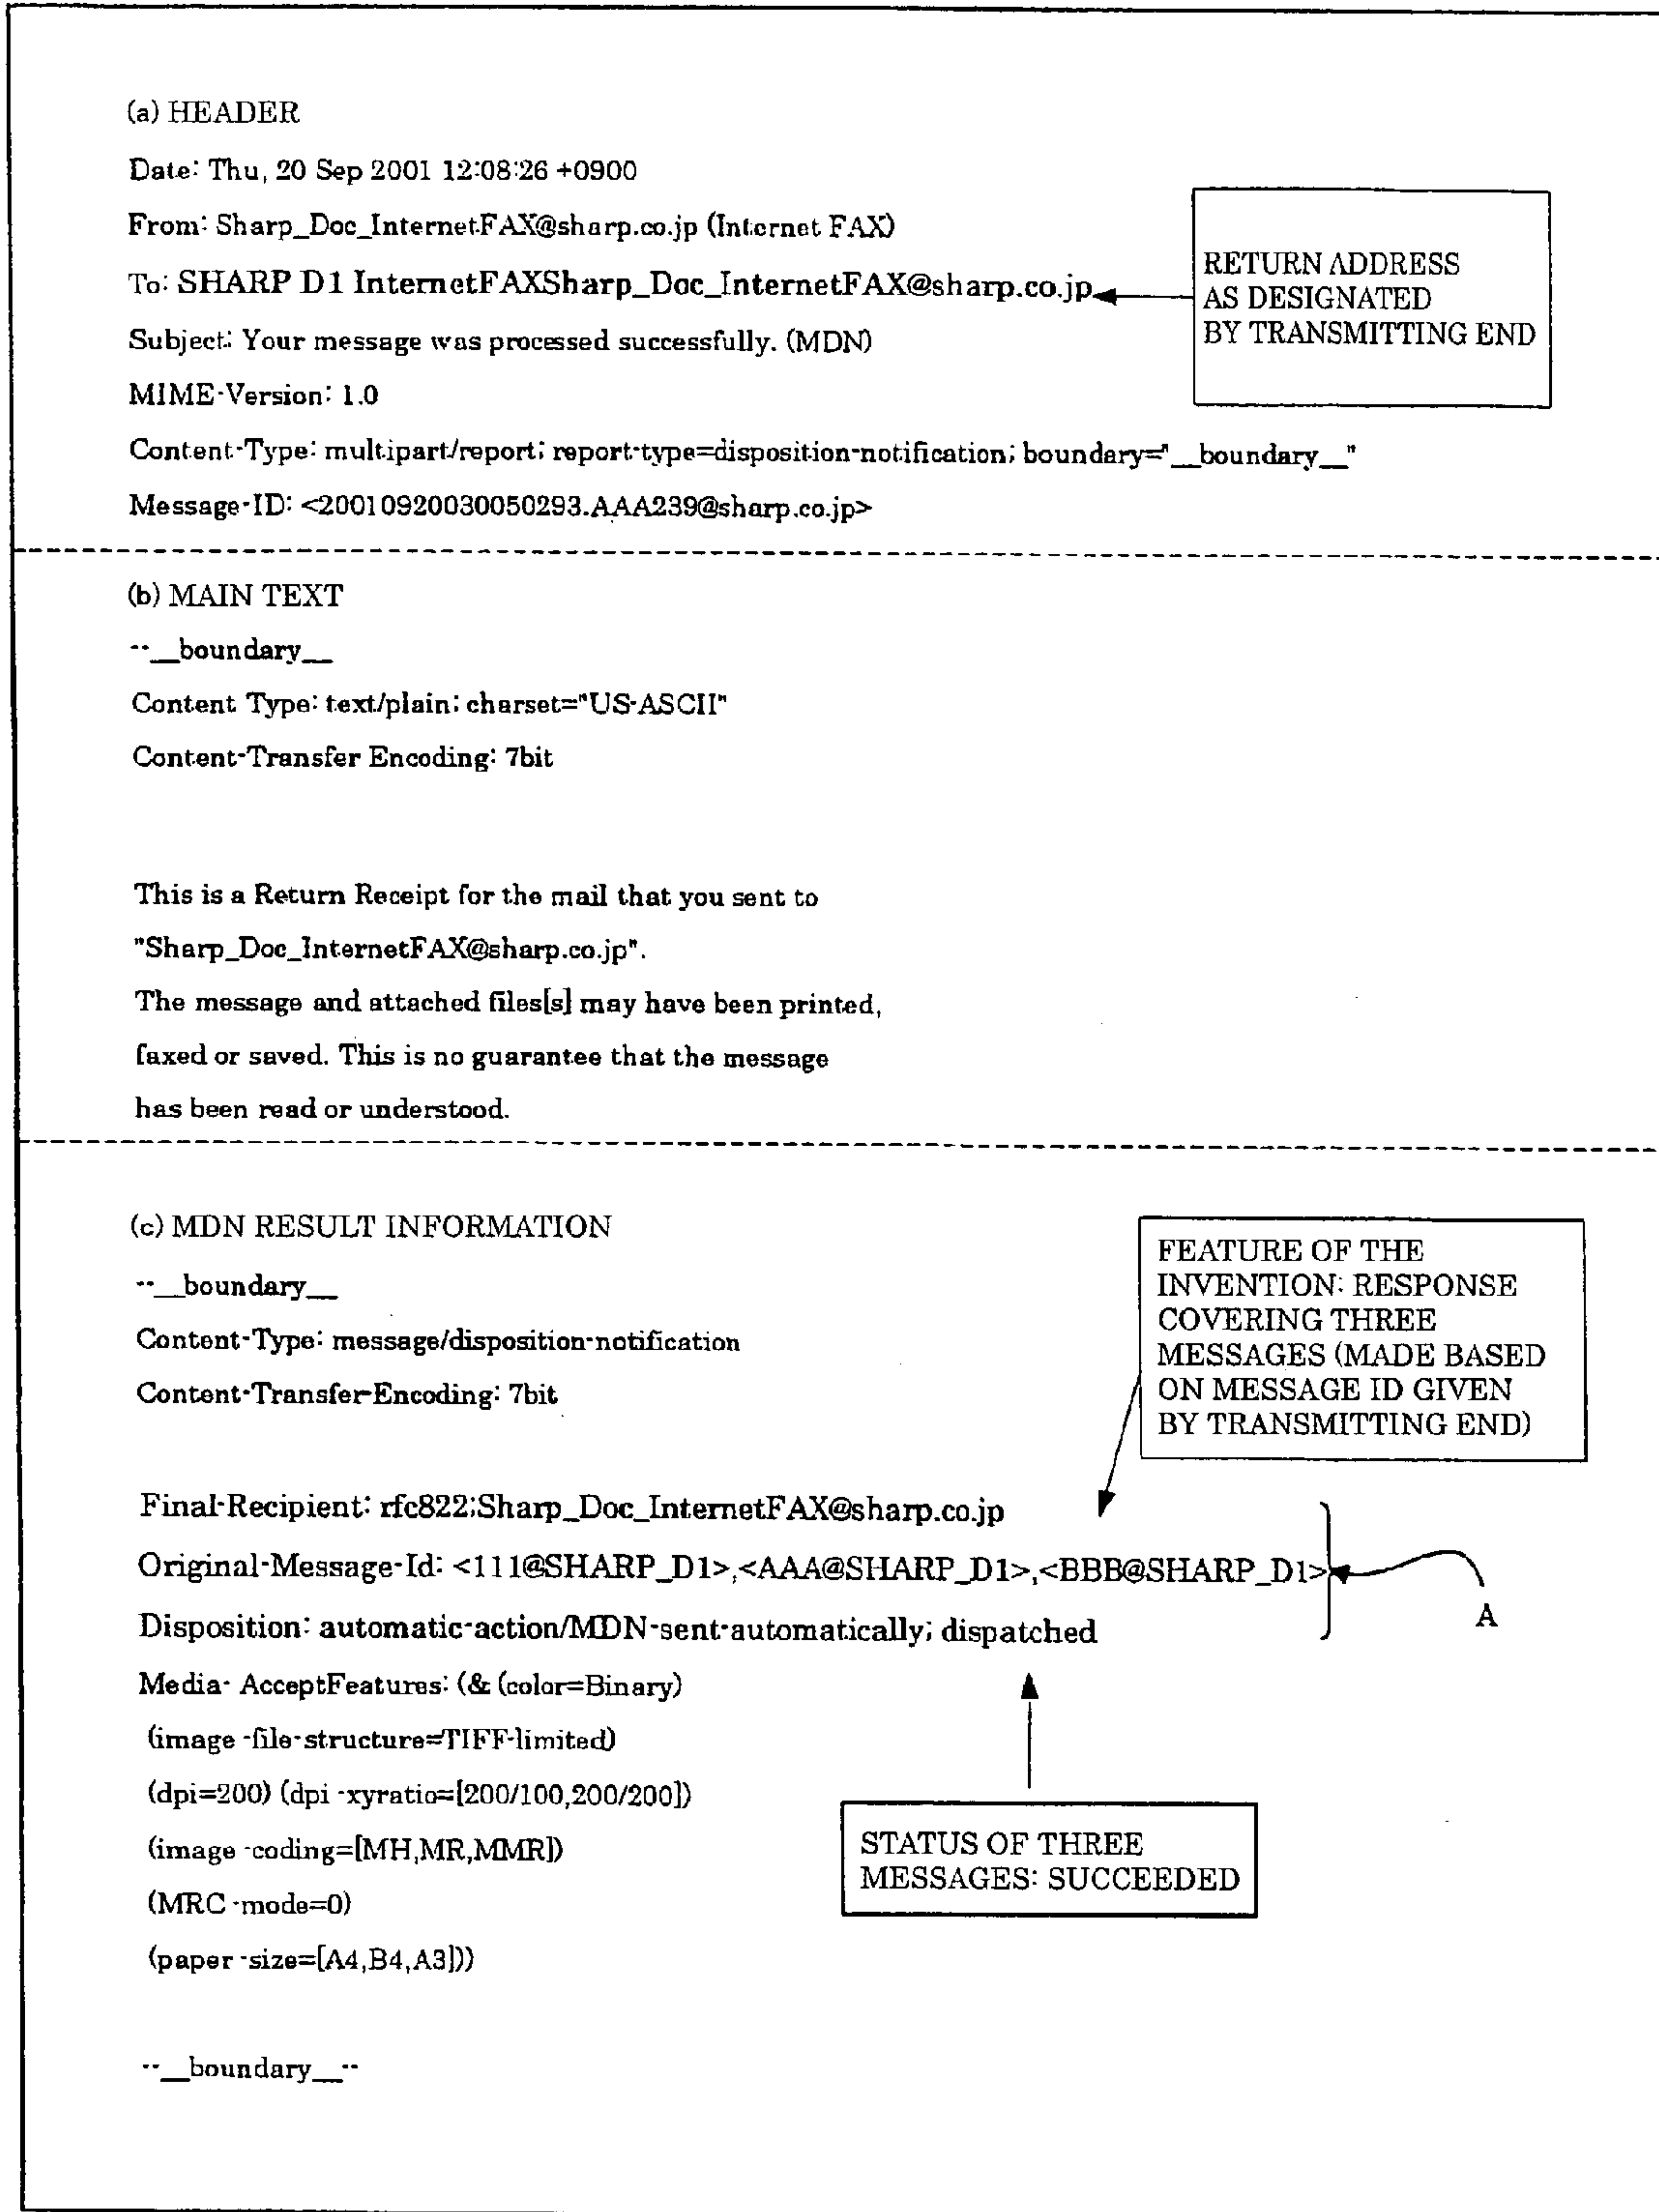 (a) HEADER
Date: Thu, 20 Sep 2001 12:08:26 +0900
From: Sharp_Doc_InternetFAX@sharp.co.jp (Internet FAX)
To: SHARP D1 InternetFAXSharp_Doc_InternetFAX@sharp.co.jp
Subject: Your message was processed successfully. (MDN)
MIME-Version: 1.0
Content-Type: multipart/report; report-type=disposition-notification; boundary="__boundary__"
Message-ID: <20010920030050293.AAA239@sharp.co.jp>
RETURN ADDRESS
AS DESIGNATED
BY TRANSMITTING END
(b) MAIN TEXT
--__boundary__
Content Type: text/plain; charset="US-ASCII"
Content-Transfer Encoding: 7bit
This is a Return Receipt for the mail that you sent to
"Sharp_Doc_InternetFAX@sharp.co.jp".
The message and attached files[s] may have been printed,
faxed or saved. This is no guarantee that the message
has been read or understood.
(c) MDN RESULT INFORMATION
--__boundary__
Content-Type: message/disposition-notification
Content-Transfer-Encoding: 7bit
FEATURE OF THE
INVENTION: RESPONSE
COVERING THREE
MESSAGES (MADE BASED
ON MESSAGE ID GIVEN
BY TRANSMITTING END)
Final-Recipient: rfc822;Sharp_Doc_InternetFAX@sharp.co.jp
Original-Message-Id: <111@SHARP_D1>,<AAA@SHARP_D1>,<BBB@SHARP_D1>
A
Disposition: automatic-action/MDN-sent-automatically; dispatched
Media- AcceptFeatures: (& (color=Binary)
(image -file-structure=TIFF-limited)
(dpi=200) (dpi -xyratio=[200/100,200/200])
(image -coding=[MH,MR,MMR])
(MRC -mode=0)
(paper -size=[A4,B4,A3]))
STATUS OF THREE
MESSAGES: SUCCEEDED
--__boundary__--